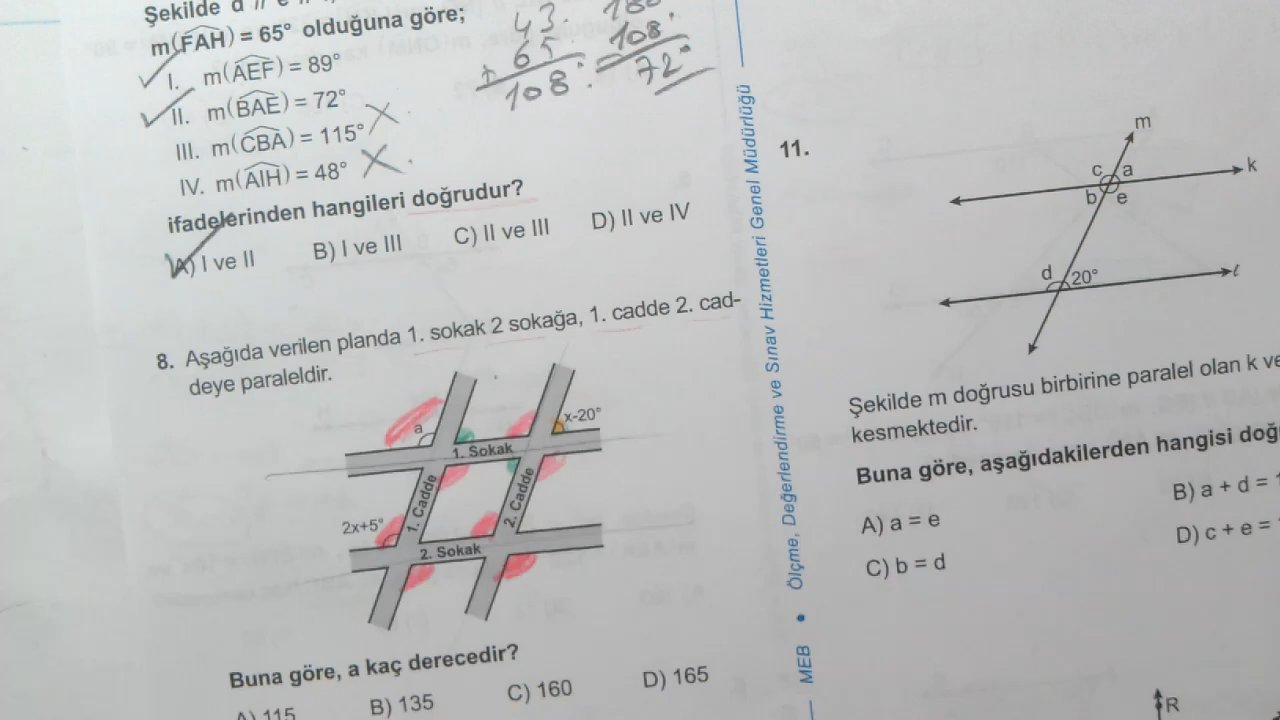 Şekilde d // e //
m(FAH) = 65° olduğuna göre;
I. m(AEF) = 89°
II. m(BAE) = 72°
III. m(CBA) = 115°
IV. m(AIH) = 48°
ifadelerinden hangileri doğrudur?
A) I ve II B) I ve III C) II ve III D) II ve IV
43.
+ 65
108.
180
108.
72°
8. Aşağıda verilen planda 1. sokak 2 sokağa, 1. cadde 2. cad-
deye paraleldir.
a
x-20°
1. Sokak
1. Cadde
2. Cadde
2x+5°
2. Sokak
Buna göre, a kaç derecedir?
A) 115 B) 135 C) 160 D) 165
MEB • Ölçme, Değerlendirme ve Sınav Hizmetleri Genel Müdürlüğü
11.
m
c a k
b e
d 20° ℓ
Şekilde m doğrusu birbirine paralel olan k ve
kesmektedir.
Buna göre, aşağıdakilerden hangisi doğ
A) a = e B) a + d =
C) b = d D) c + e =
R